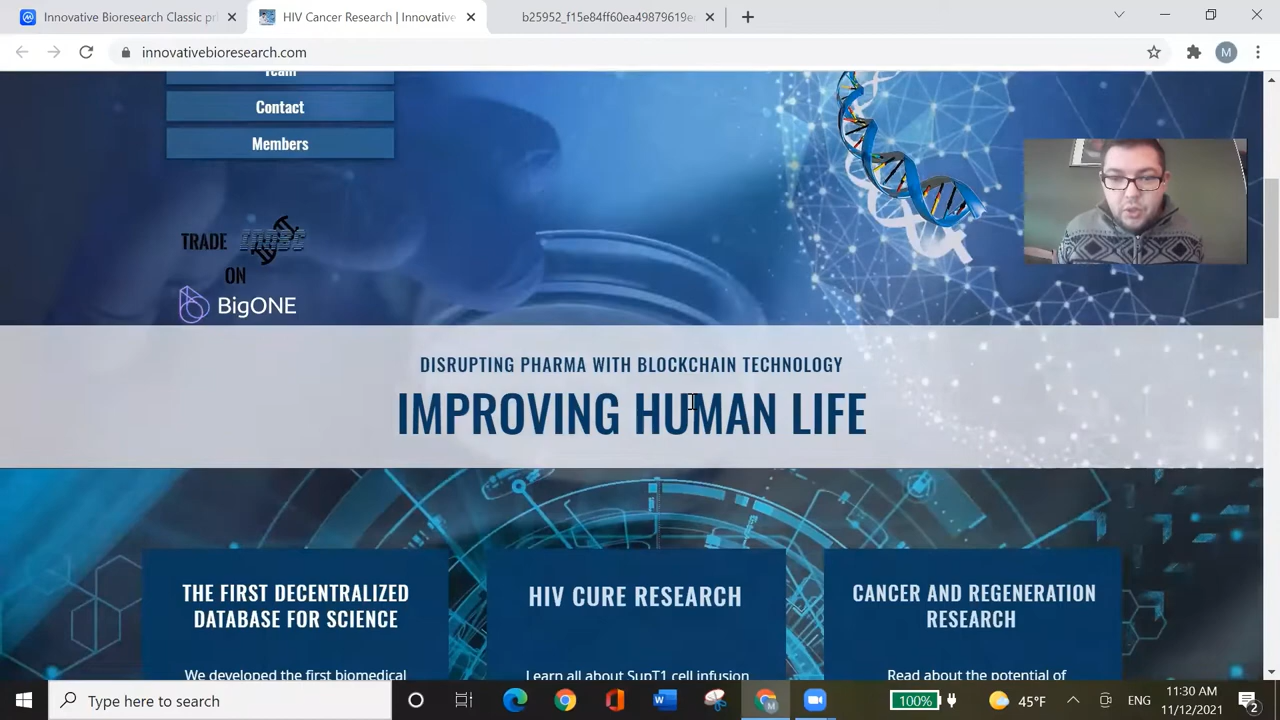 Innovative Bioresearch Classic pri
HIV Cancer Research | Innovative
b25952_f15e84ff60ea49879619e
innovativebioresearch.com
M
Team
Contact
Members
TRADE
ON
BigONE
DISRUPTING PHARMA WITH BLOCKCHAIN TECHNOLOGY
IMPROVING HUMAN LIFE
THE FIRST DECENTRALIZED
DATABASE FOR SCIENCE
We developed the first biomedical
HIV CURE RESEARCH
Learn all about SupT1 cell infusion
CANCER AND REGENERATION
RESEARCH
Read about the potential of
Type here to search
100%
45°F
ENG
11:30 AM
11/12/2021
2